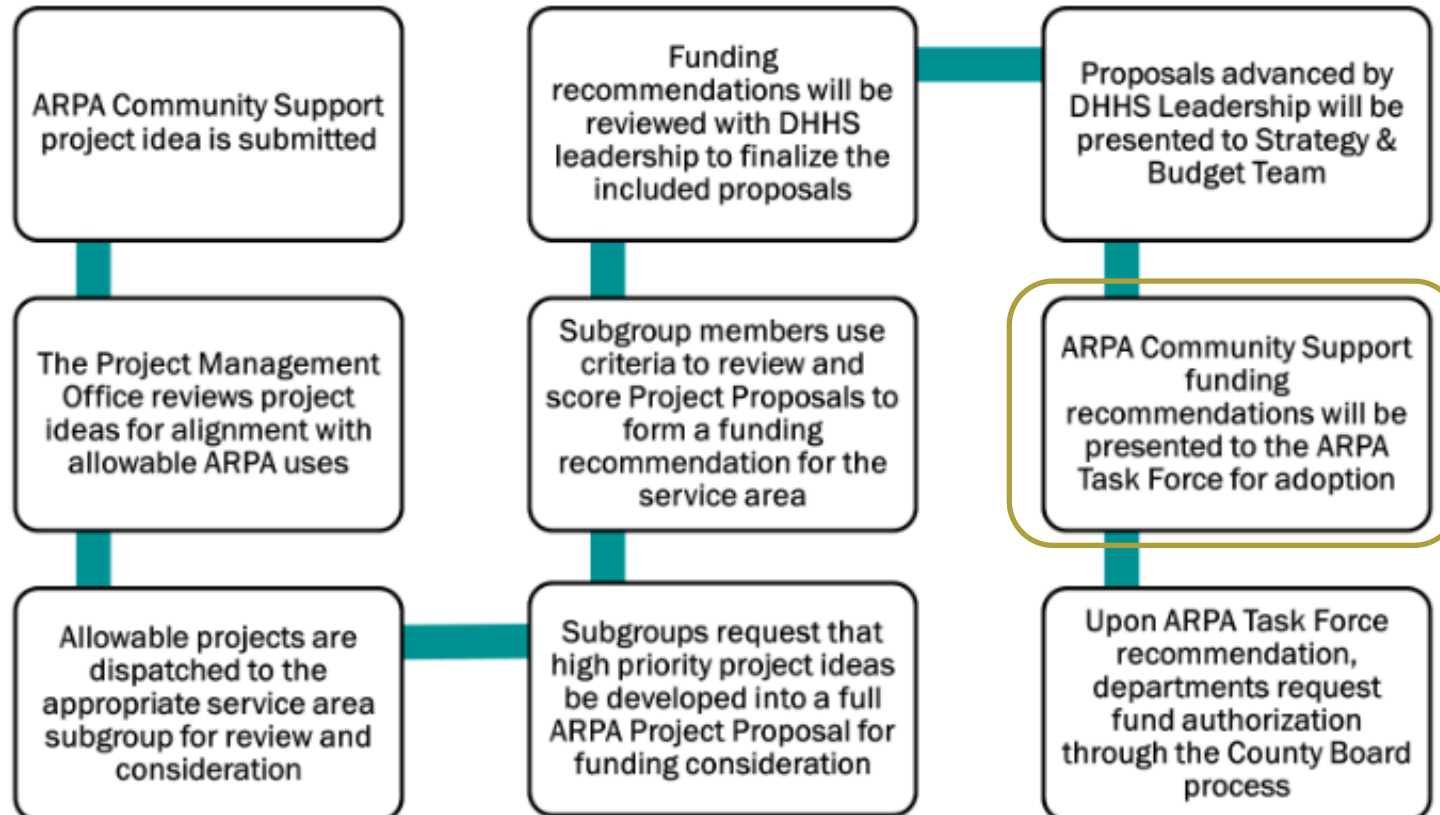 ARPA Community Support
project idea is submitted
The Project Management
Office reviews project
ideas for alignment with
allowable ARPA uses
Allowable projects are
dispatched to the
appropriate service area
subgroup for review and
consideration
Subgroups request that
high priority project ideas
be developed into a full
ARPA Project Proposal for
funding consideration
Subgroup members use
criteria to review and
score Project Proposals to
form a funding
recommendation for the
service area
Funding
recommendations will be
reviewed with DHHS
leadership to finalize the
included proposals
Proposals advanced by
DHHS Leadership will be
presented to Strategy &
Budget Team
ARPA Community Support
funding
recommendations will be
presented to the ARPA
Task Force for adoption
Upon ARPA Task Force
recommendation,
departments request
fund authorization
through the County Board
process